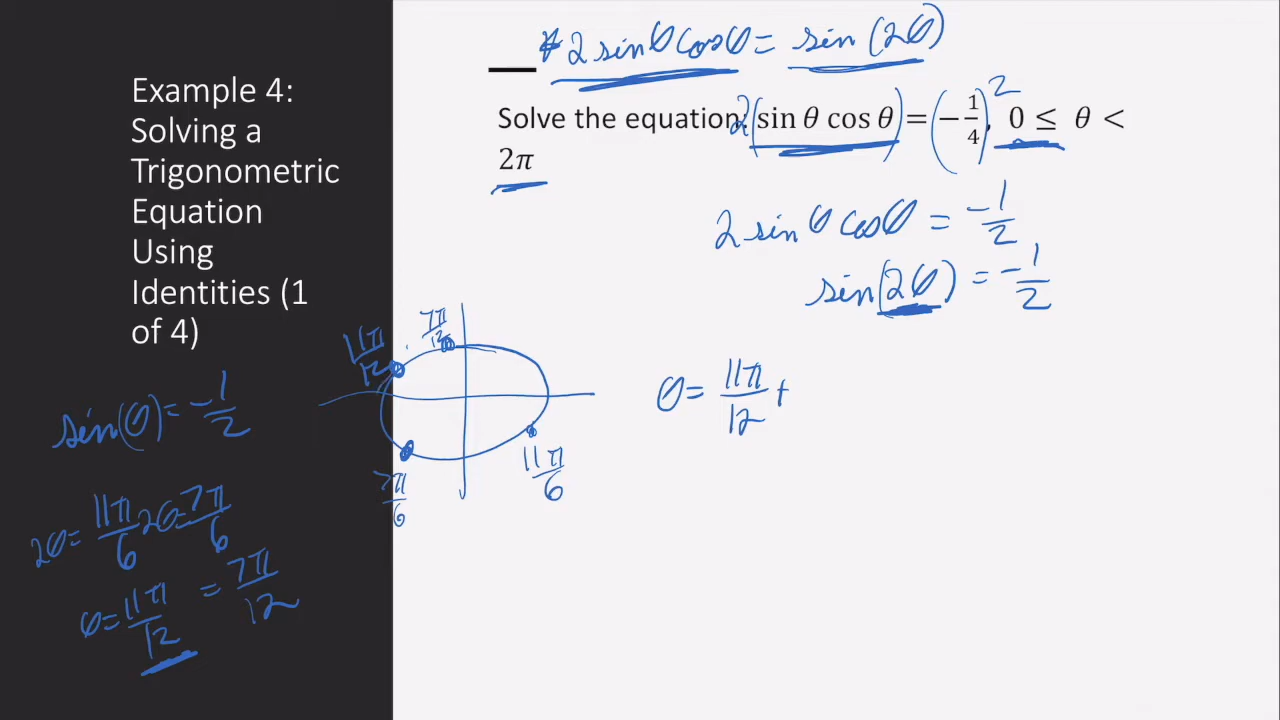 Example 4:
Solving a
Trigonometric
Equation
Using
Identities (1
of 4)
*2 sin θ cos θ = sin (2θ)
Solve the equation: 2(sin θ cos θ) = (−1/4)2, 0 ≤ θ <
2π
2 sin θ cos θ = −1/2
sin(2θ) = −1/2
11π/12
7π/12
7π/6
11π/6
θ = 11π/12 +
sin(θ) = −1/2
2θ = 11π/6 2θ = 7π/6
θ = 11π/12 = 7π/12